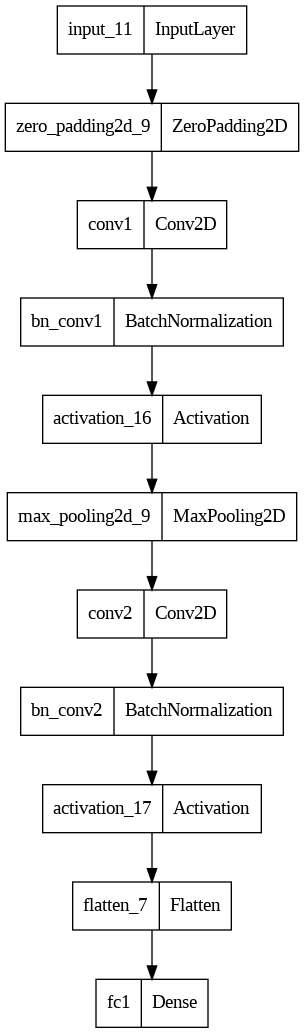 input_11 InputLayer
zero_padding2d_9 ZeroPadding2D
conv1 Conv2D
bn_conv1 BatchNormalization
activation_16 Activation
max_pooling2d_9 MaxPooling2D
conv2 Conv2D
bn_conv2 BatchNormalization
activation_17 Activation
flatten_7 Flatten
fc1 Dense